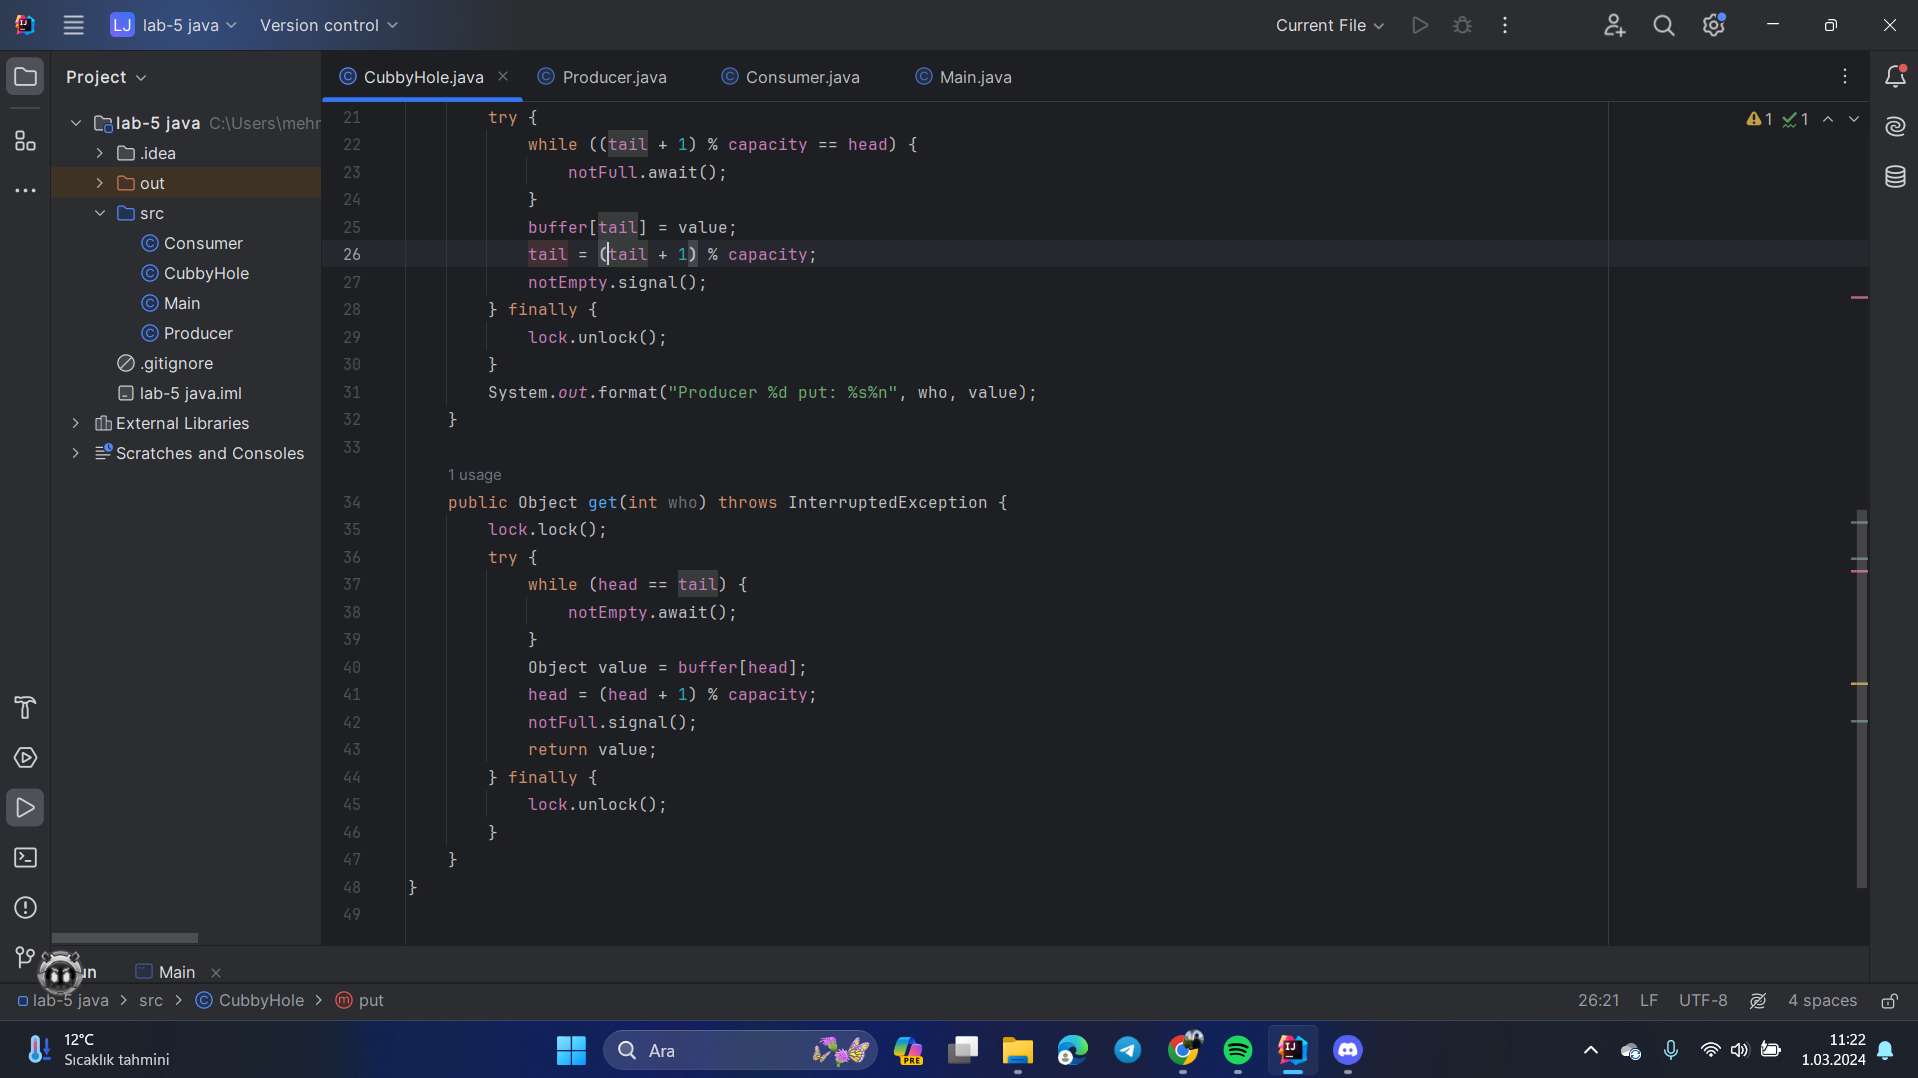 LJ lab-5 java Version control Current File
Project
CubbyHole.java Producer.java Consumer.java Main.java
lab-5 java C:\Users\mehr
.idea
out
src
Consumer
CubbyHole
Main
Producer
.gitignore
lab-5 java.iml
External Libraries
Scratches and Consoles
1 1
21 try {
22 while ((tail + 1) % capacity == head) {
23 notFull.await();
24 }
25 buffer[tail] = value;
26 tail = (tail + 1) % capacity;
27 notEmpty.signal();
28 } finally {
29 lock.unlock();
30 }
31 System.out.format("Producer %d put: %s%n", who, value);
32 }
33
1 usage
34 public Object get(int who) throws InterruptedException {
35 lock.lock();
36 try {
37 while (head == tail) {
38 notEmpty.await();
39 }
40 Object value = buffer[head];
41 head = (head + 1) % capacity;
42 notFull.signal();
43 return value;
44 } finally {
45 lock.unlock();
46 }
47 }
48 }
49
un Main
lab-5 java > src > CubbyHole > m put 26:21 LF UTF-8 4 spaces
12°C
Sıcaklık tahmini
Ara
PRE
11:22
1.03.2024